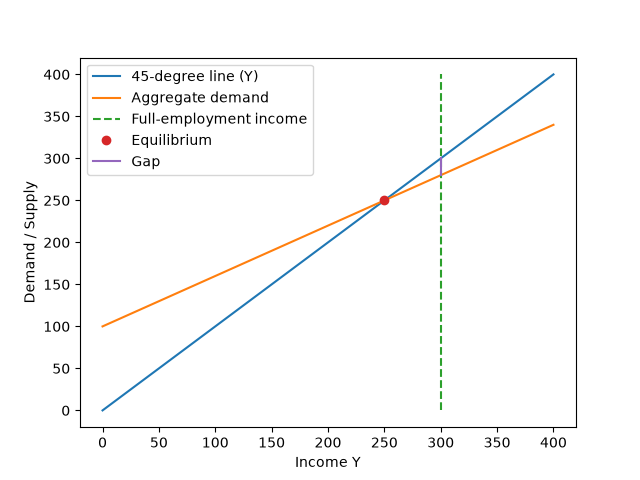 45-degree line (Y)
Aggregate demand
Full-employment income
Equilibrium
Gap
Demand / Supply
400
350
300
250
200
150
100
50
0
0 50 100 150 200 250 300 350 400
Income Y